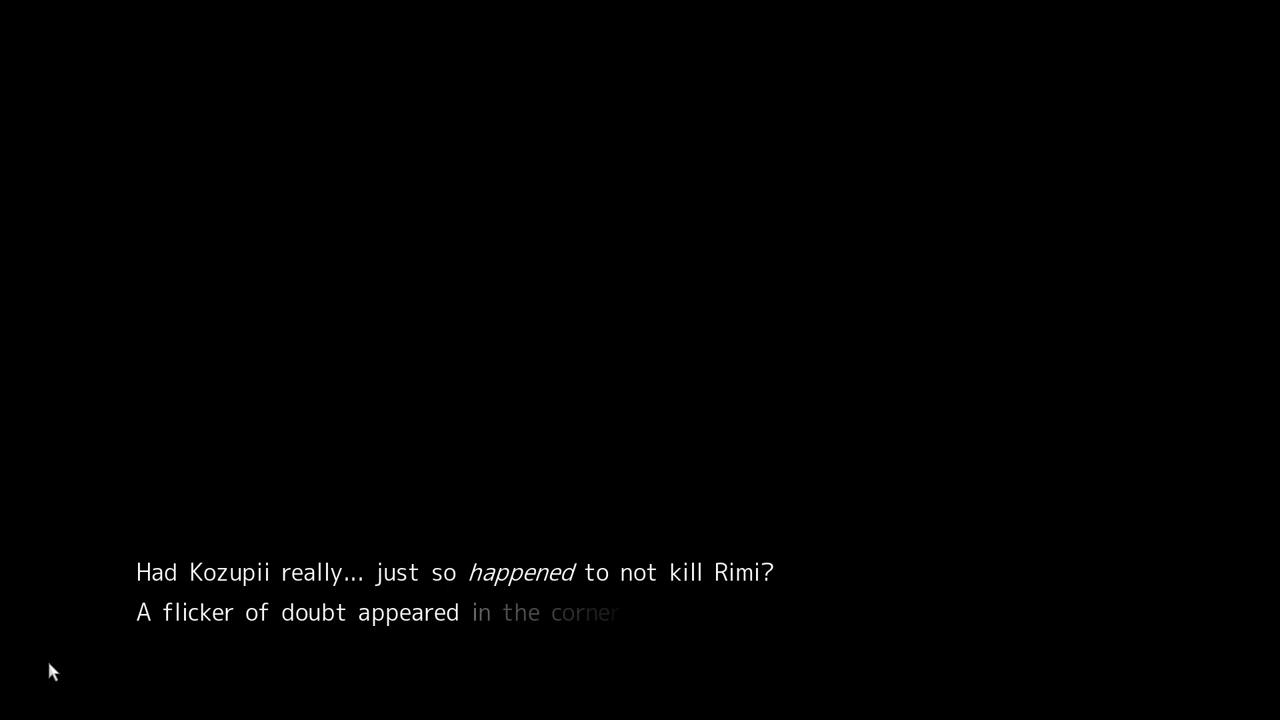 Had Kozupii really... just so happened to not kill Rimi?
A flicker of doubt appeared in the corner